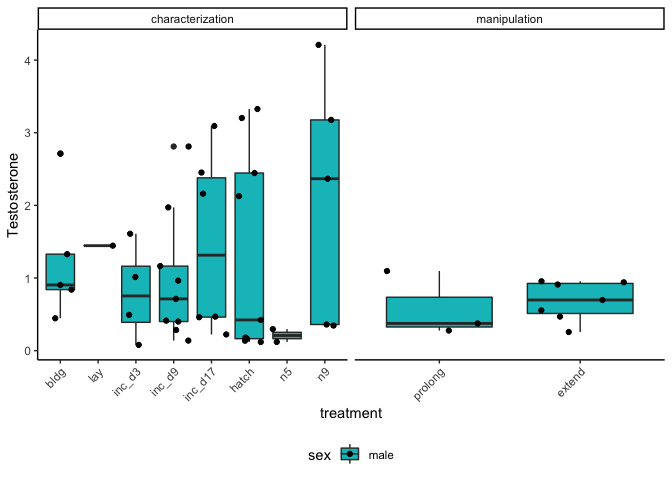 characterization manipulation
Testosterone
4
3
2
1
0
bldg lay inc_d3 inc_d9 inc_d17 hatch n5 n9 prolong extend
treatment
sex male